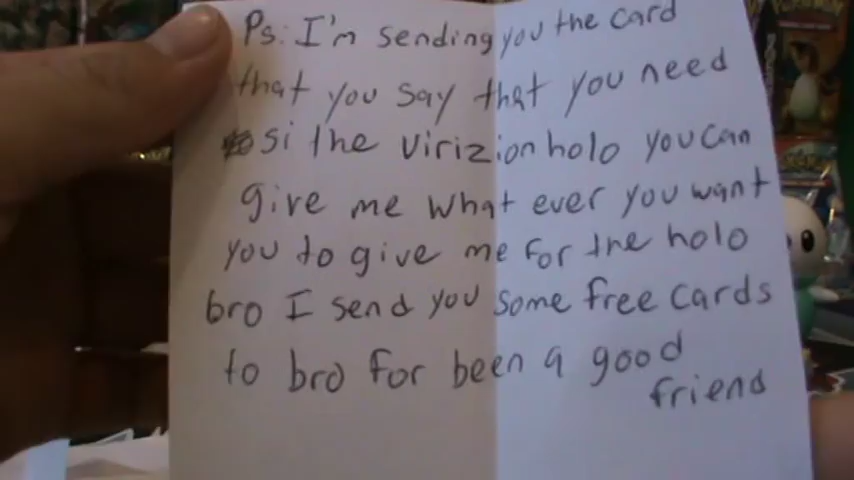 Ps: I'm sending you the card
that you say that you need
si the virizion holo you can
give me what ever you want
you to give me for the holo
bro I send you some free cards
to bro for been a good
friend